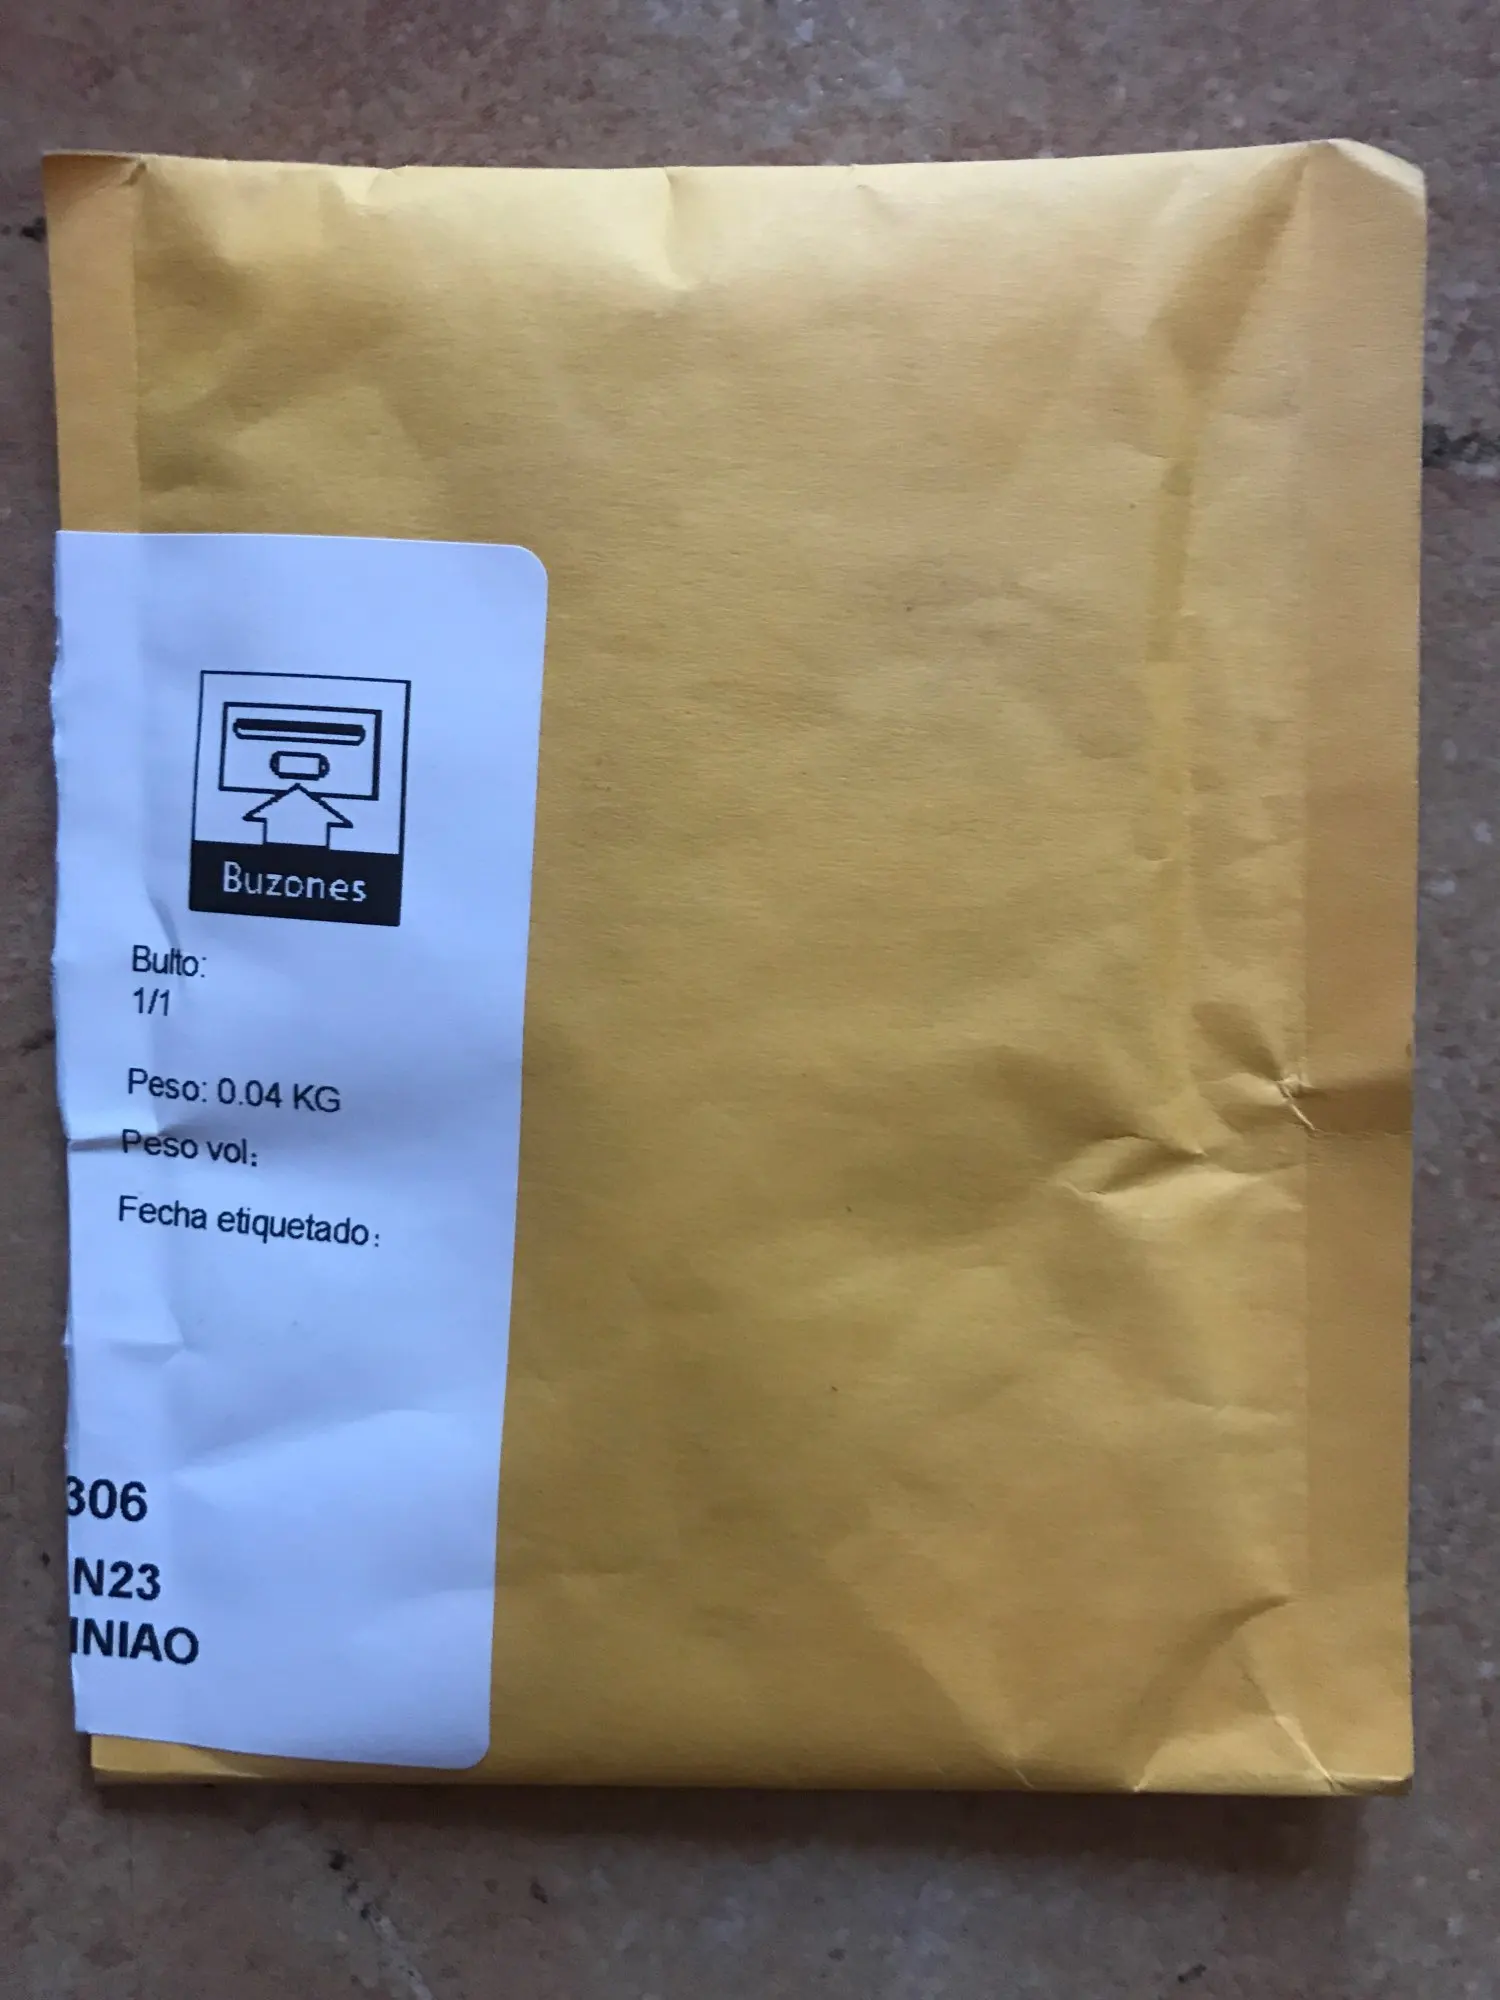 Buzones
Bulto:
1/1
Peso: 0.04 KG
Peso vol:
Fecha etiquetado:
306
N23
INIAO